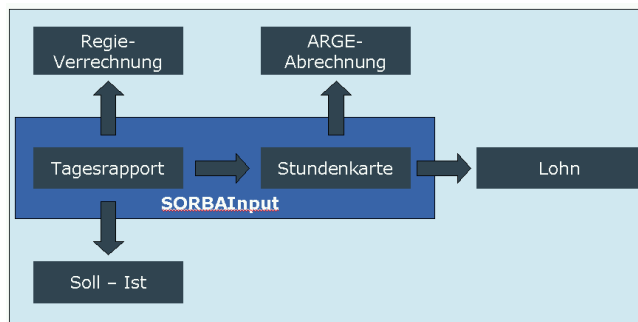 Regie-
Verrechnung
ARGE-
Abrechnung
Tagesrapport
Stundenkarte
Lohn
SORBAInput
Soll – Ist